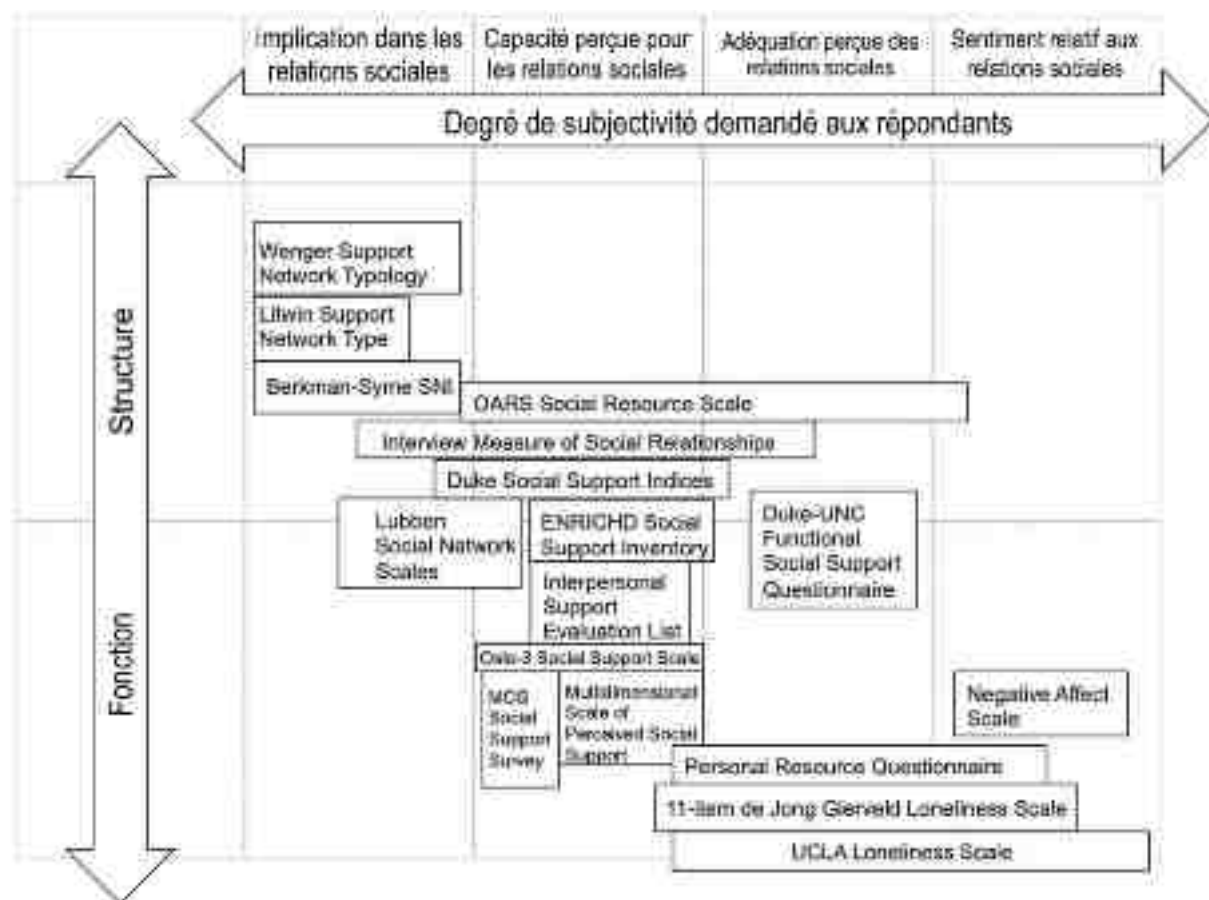 Implication dans les
relations sociales
Capacité perçue pour
les relations sociales
Adéquation perçue des
relations sociales
Sentiment relatif aux
relations sociales
Degré de subjectivité demandé aux répondants
Structure
Fonction
Wenger Support
Network Typology
Litwin Support
Network Type
Berkman-Syme SNI
OARS Social Resource Scale
Interview Measure of Social Relationships
Duke Social Support Indices
Lubben
Social Network
Scales
ENRICHD Social
Support Inventory
Duke-UNC
Functional
Social Support
Questionnaire
Interpersonal
Support
Evaluation List
Oslo-3 Social Support Scale
MOS
Social
Support
Survey
Multidimensional
Scale of
Perceived Social
Support
Negative Affect
Scale
Personal Resource Questionnaire
11-item de Jong Gierveld Loneliness Scale
UCLA Loneliness Scale